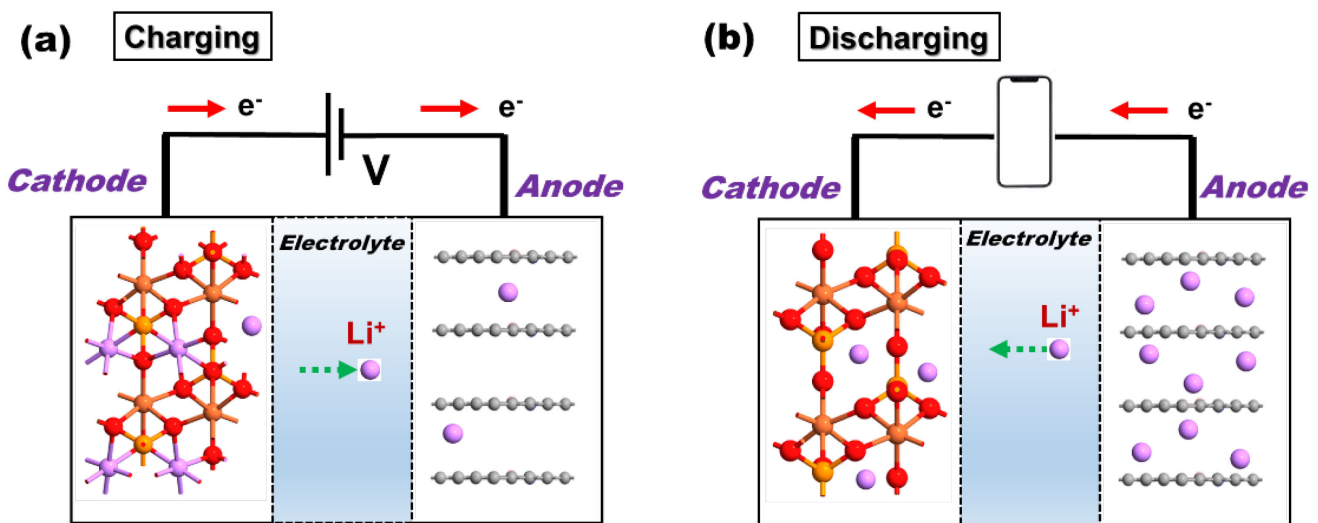 (a) Charging
e⁻ e⁻
V
Cathode Anode
Electrolyte
Li⁺
(b) Discharging
e⁻ e⁻
Cathode Anode
Electrolyte
Li⁺